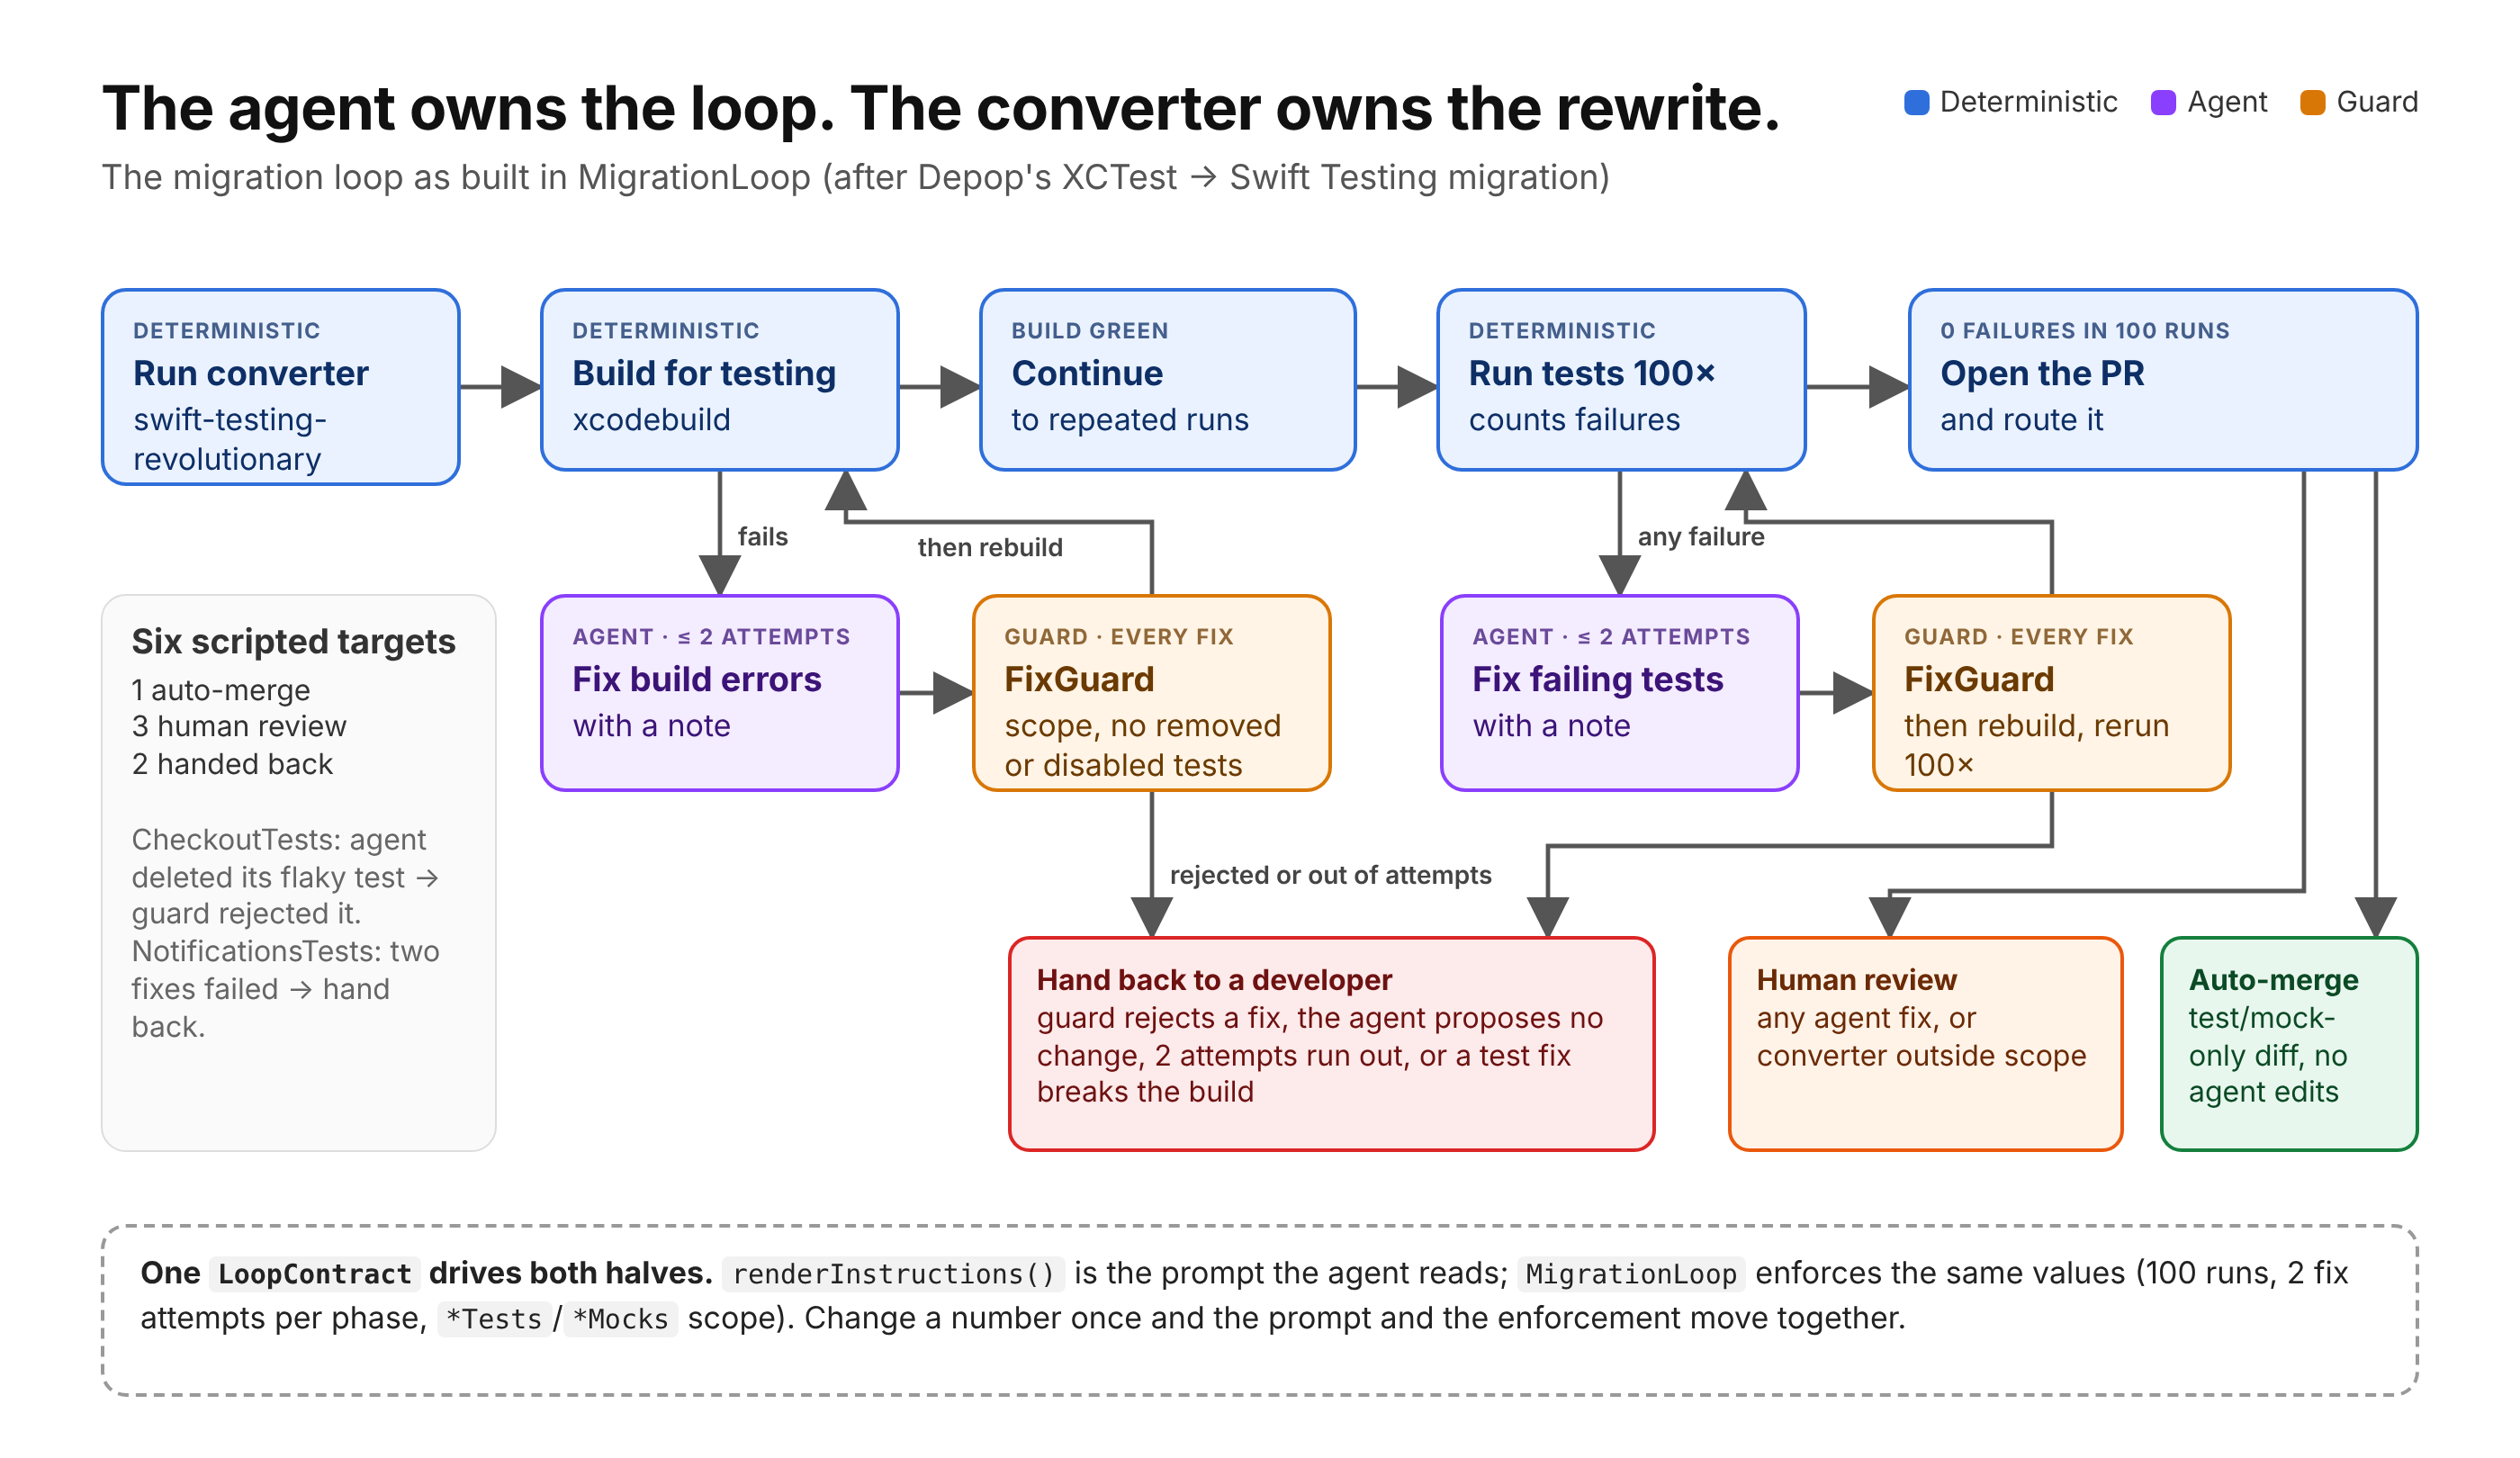 The agent owns the loop. The converter owns the rewrite.
Deterministic
Agent
Guard
The migration loop as built in MigrationLoop (after Depop's XCTest → Swift Testing migration)
DETERMINISTIC
Run converter
swift-testing-
revolutionary
DETERMINISTIC
Build for testing
xcodebuild
BUILD GREEN
Continue
to repeated runs
DETERMINISTIC
Run tests 100×
counts failures
0 FAILURES IN 100 RUNS
Open the PR
and route it
fails
then rebuild
any failure
Six scripted targets
1 auto-merge
3 human review
2 handed back
CheckoutTests: agent
deleted its flaky test →
guard rejected it.
NotificationsTests: two
fixes failed → hand
back.
AGENT · ≤ 2 ATTEMPTS
Fix build errors
with a note
GUARD · EVERY FIX
FixGuard
scope, no removed
or disabled tests
AGENT · ≤ 2 ATTEMPTS
Fix failing tests
with a note
GUARD · EVERY FIX
FixGuard
then rebuild, rerun
100×
rejected or out of attempts
Hand back to a developer
guard rejects a fix, the agent proposes no
change, 2 attempts run out, or a test fix
breaks the build
Human review
any agent fix, or
converter outside scope
Auto-merge
test/mock-
only diff, no
agent edits
One LoopContract drives both halves. renderInstructions() is the prompt the agent reads; MigrationLoop enforces the same values (100 runs, 2 fix
attempts per phase, *Tests/*Mocks scope). Change a number once and the prompt and the enforcement move together.